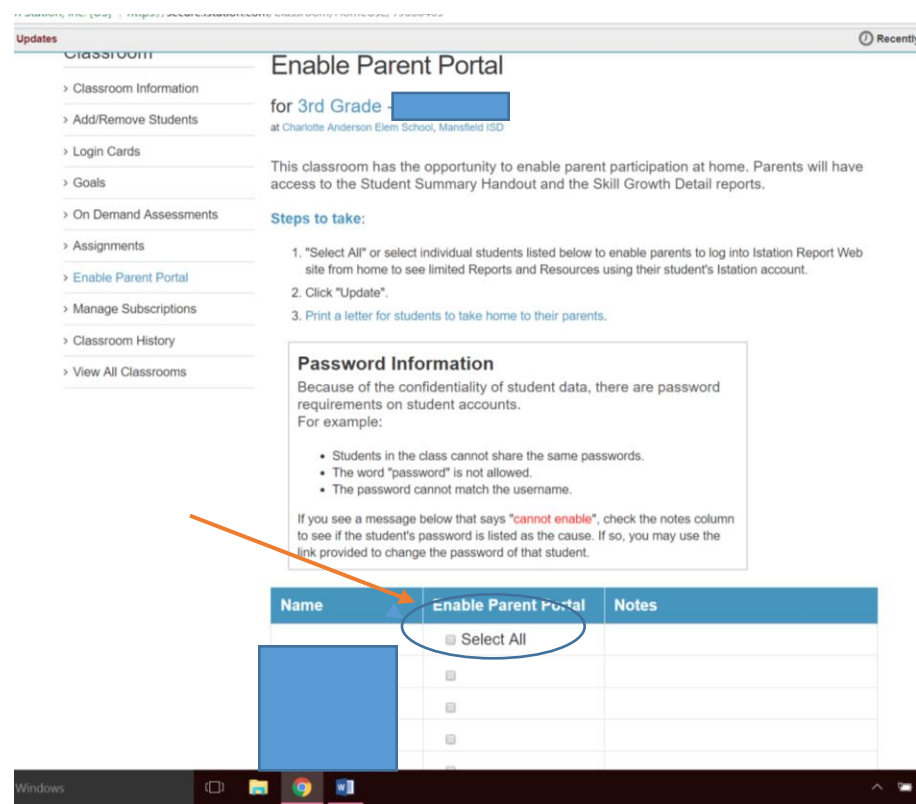 Updates
Recently
Classroom
Enable Parent Portal
> Classroom Information
for 3rd Grade -
> Add/Remove Students
at Charlotte Anderson Elem School, Mansfield ISD
> Login Cards
This classroom has the opportunity to enable parent participation at home. Parents will have
> Goals
access to the Student Summary Handout and the Skill Growth Detail reports.
> On Demand Assessments
Steps to take:
> Assignments
1. "Select All" or select individual students listed below to enable parents to log into Istation Report Web
site from home to see limited Reports and Resources using their student's Istation account.
> Enable Parent Portal
2. Click "Update".
> Manage Subscriptions
3. Print a letter for students to take home to their parents.
> Classroom History
> View All Classrooms
Password Information
Because of the confidentiality of student data, there are password
requirements on student accounts.
For example:
• Students in the class cannot share the same passwords.
• The word "password" is not allowed.
• The password cannot match the username.
If you see a message below that says "cannot enable", check the notes column
to see if the student's password is listed as the cause. If so, you may use the
link provided to change the password of that student.
Name Enable Parent Portal Notes
Select All
Windows